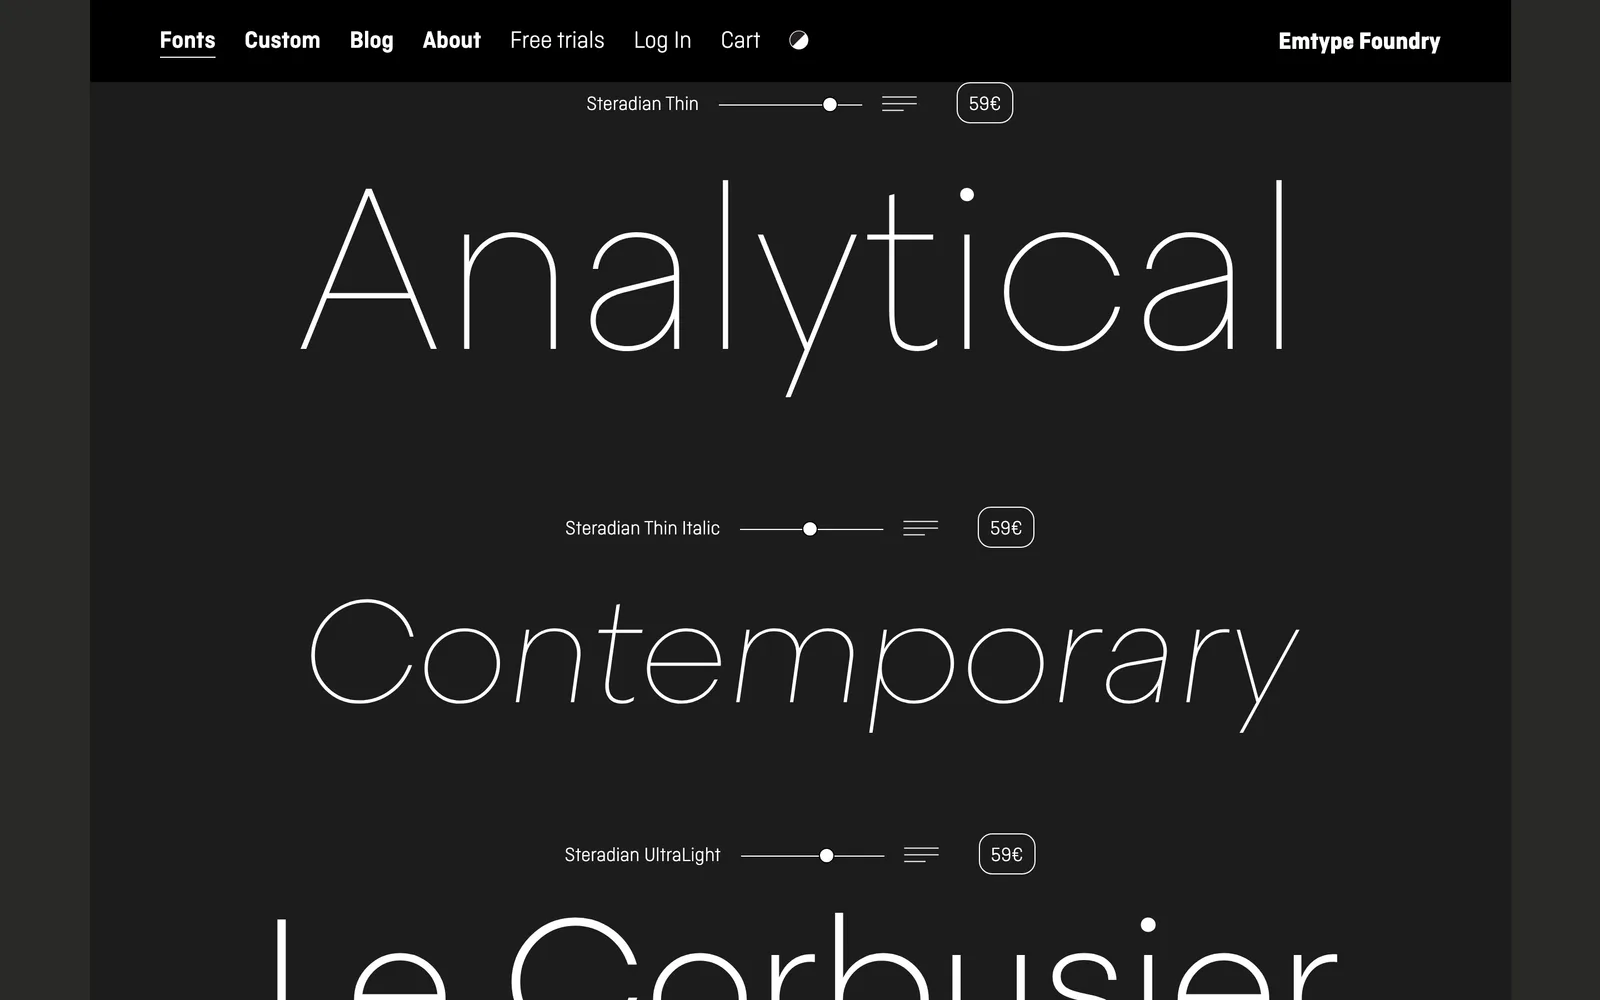 Fonts Custom Blog About Free trials Log In Cart Emtype Foundry
Steradian Thin 59€
Analytical
Steradian Thin Italic 59€
Contemporary
Steradian UltraLight 59€
Le Corbusier